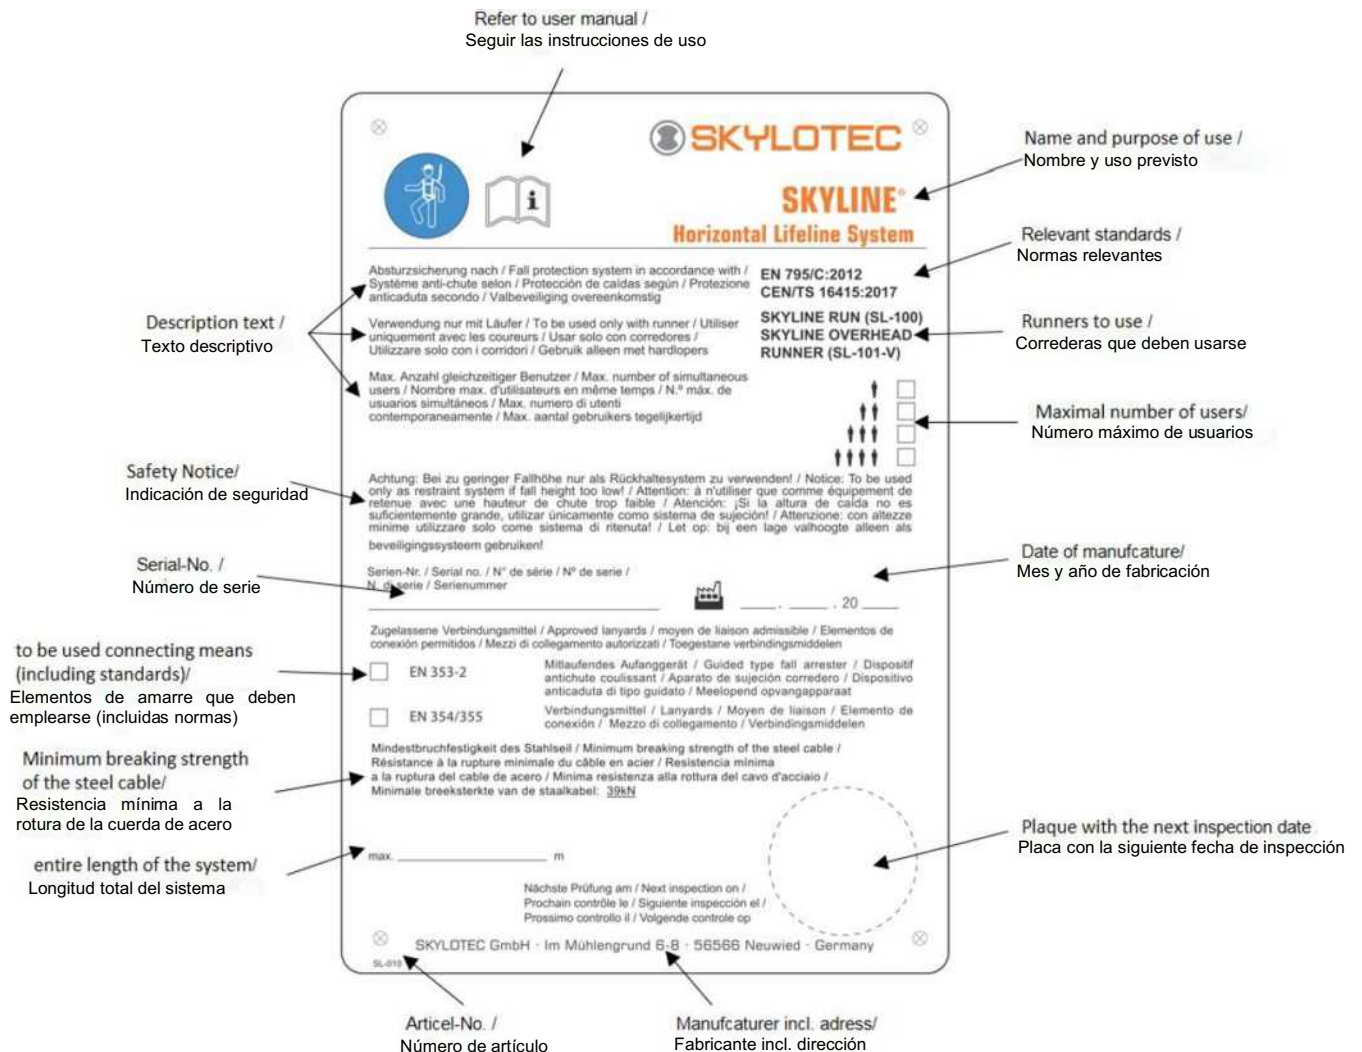 Refer to user manual /
Seguir las instrucciones de uso
SKYLOTEC
SKYLINE®
Horizontal Lifeline System
Name and purpose of use /
Nombre y uso previsto
Relevant standards /
Normas relevantes
Absturzsicherung nach / Fall protection system in accordance with /
Système anti-chute selon / Protección de caídas según / Protezione
anticaduta secondo / Valbeveiliging overeenkomstig
EN 795/C:2012
CEN/TS 16415:2017
Description text /
Texto descriptivo
Verwendung nur mit Läufer / To be used only with runner / Utiliser
uniquement avec les coureurs / Usar solo con corredores /
Utilizzare solo con i corridori / Gebruik alleen met hardlopers
SKYLINE RUN (SL-100)
SKYLINE OVERHEAD
RUNNER (SL-101-V)
Runners to use /
Correderas que deben usarse
Max. Anzahl gleichzeitiger Benutzer / Max. number of simultaneous
users / Nombre max. d'utilisateurs en même temps / N.º máx. de
usuarios simultáneos / Max. numero di utenti
contemporaneamente / Max. aantal gebruikers tegelijkertijd
Maximal number of users/
Número máximo de usuarios
Safety Notice/
Indicación de seguridad
Achtung: Bei zu geringer Fallhöhe nur als Rückhaltesystem zu verwenden! / Notice: To be used
only as restraint system if fall height too low! / Attention: à n'utiliser que comme équipement de
retenue avec une hauteur de chute trop faible / Atención: ¡Si la altura de caída no es
suficientemente grande, utilizar únicamente como sistema de sujeción! / Attenzione: con altezze
minime utilizzare solo come sistema di ritenuta! / Let op: bij een lage valhoogte alleen als
beveiligingssysteem gebruiken!
Serial-No. /
Número de serie
Serien-Nr. / Serial no. / N° de série / Nº de serie /
N. di serie / Serienummer
____ . ____ . 20 ____
Date of manufcature/
Mes y año de fabricación
Zugelassene Verbindungsmittel / Approved lanyards / moyen de liaison admissible / Elementos de
conexión permitidos / Mezzi di collegamento autorizzati / Toegestane verbindingsmiddelen
to be used connecting means
(including standards)/
Elementos de amarre que deben
emplearse (incluidas normas)
EN 353-2
Mitlaufendes Auffanggerät / Guided type fall arrester / Dispositif
antichute coulissant / Aparato de sujeción corredero / Dispositivo
anticaduta di tipo guidato / Meelopend opvangapparaat
EN 354/355
Verbindungsmittel / Lanyards / Moyen de liaison / Elemento de
conexión / Mezzo di collegamento / Verbindingsmiddelen
Minimum breaking strength
of the steel cable/
Resistencia mínima a la
rotura de la cuerda de acero
Mindestbruchfestigkeit des Stahlseil / Minimum breaking strength of the steel cable /
Résistance à la rupture minimale du câble en acier / Resistencia mínima
a la ruptura del cable de acero / Minima resistenza alla rottura del cavo d'acciaio /
Minimale breeksterkte van de staalkabel: 39kN
entire length of the system/
Longitud total del sistema
max. ____ m
Plaque with the next inspection date
Placa con la siguiente fecha de inspección
Nächste Prüfung am / Next inspection on /
Prochain contrôle le / Siguiente inspección el /
Prossimo controllo il / Volgende controle op
SKYLOTEC GmbH · Im Mühlengrund 6-8 · 56566 Neuwied · Germany
SL-010
Articel-No. /
Número de artículo
Manufcaturer incl. adress/
Fabricante incl. dirección